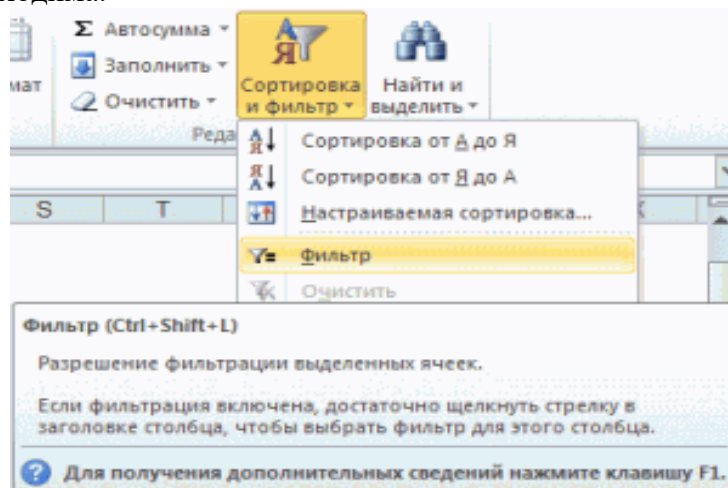 Σ Автосумма
Заполнить
Очистить
Сортировка
и фильтр
Найти и
выделить
мат
Реда
Сортировка от А до Я
Сортировка от Я до А
Настраиваемая сортировка...
S T
Фильтр
Очистить
Фильтр (Ctrl+Shift+L)
Разрешение фильтрации выделенных ячеек.
Если фильтрация включена, достаточно щелкнуть стрелку в
заголовке столбца, чтобы выбрать фильтр для этого столбца.
Для получения дополнительных сведений нажмите клавишу F1.